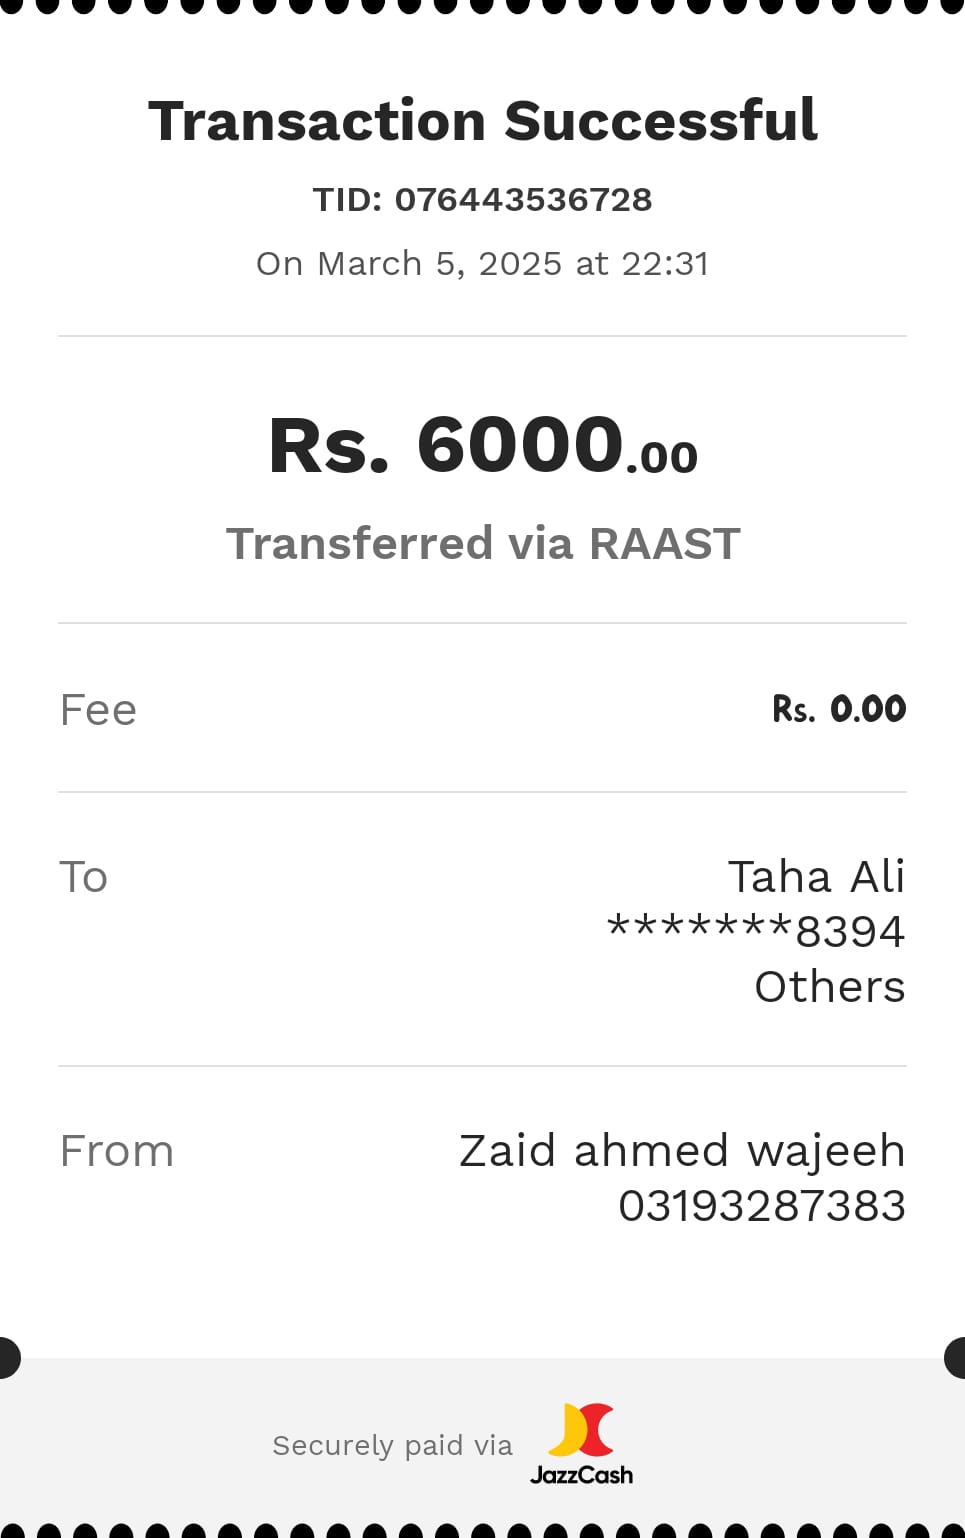 Transaction Successful
TID: 076443536728
On March 5, 2025 at 22:31
Rs. 6000.00
Transferred via RAAST
Fee Rs. 0.00
To Taha Ali
*******8394
Others
From Zaid ahmed wajeeh
03193287383
Securely paid via JazzCash